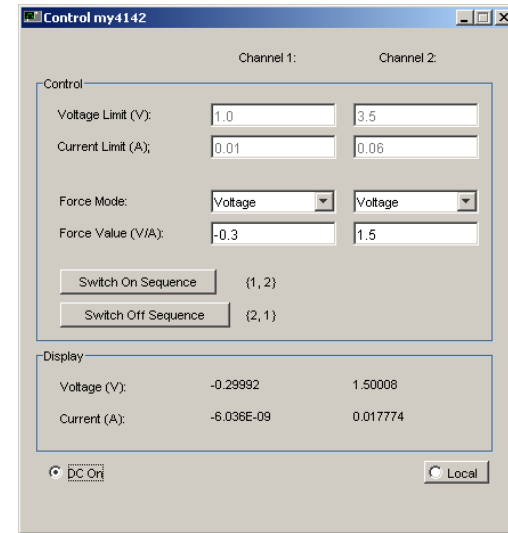 Control my4142
Channel 1: Channel 2:
Control
Voltage Limit (V): 1.0 3.5
Current Limit (A); 0.01 0.06
Force Mode: Voltage Voltage
Force Value (V/A): -0.3 1.5
Switch On Sequence {1, 2}
Switch Off Sequence {2, 1}
Display
Voltage (V): -0.29992 1.50008
Current (A): -6.036E-09 0.017774
DC On Local